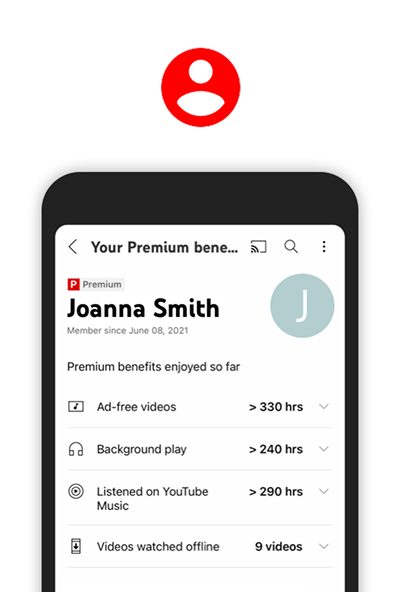 Your Premium bene...
P Premium
Joanna Smith
J
Member since June 08, 2021
Premium benefits enjoyed so far
Ad-free videos > 330 hrs
Background play > 240 hrs
Listened on YouTube > 290 hrs
Music
Videos watched offline 9 videos